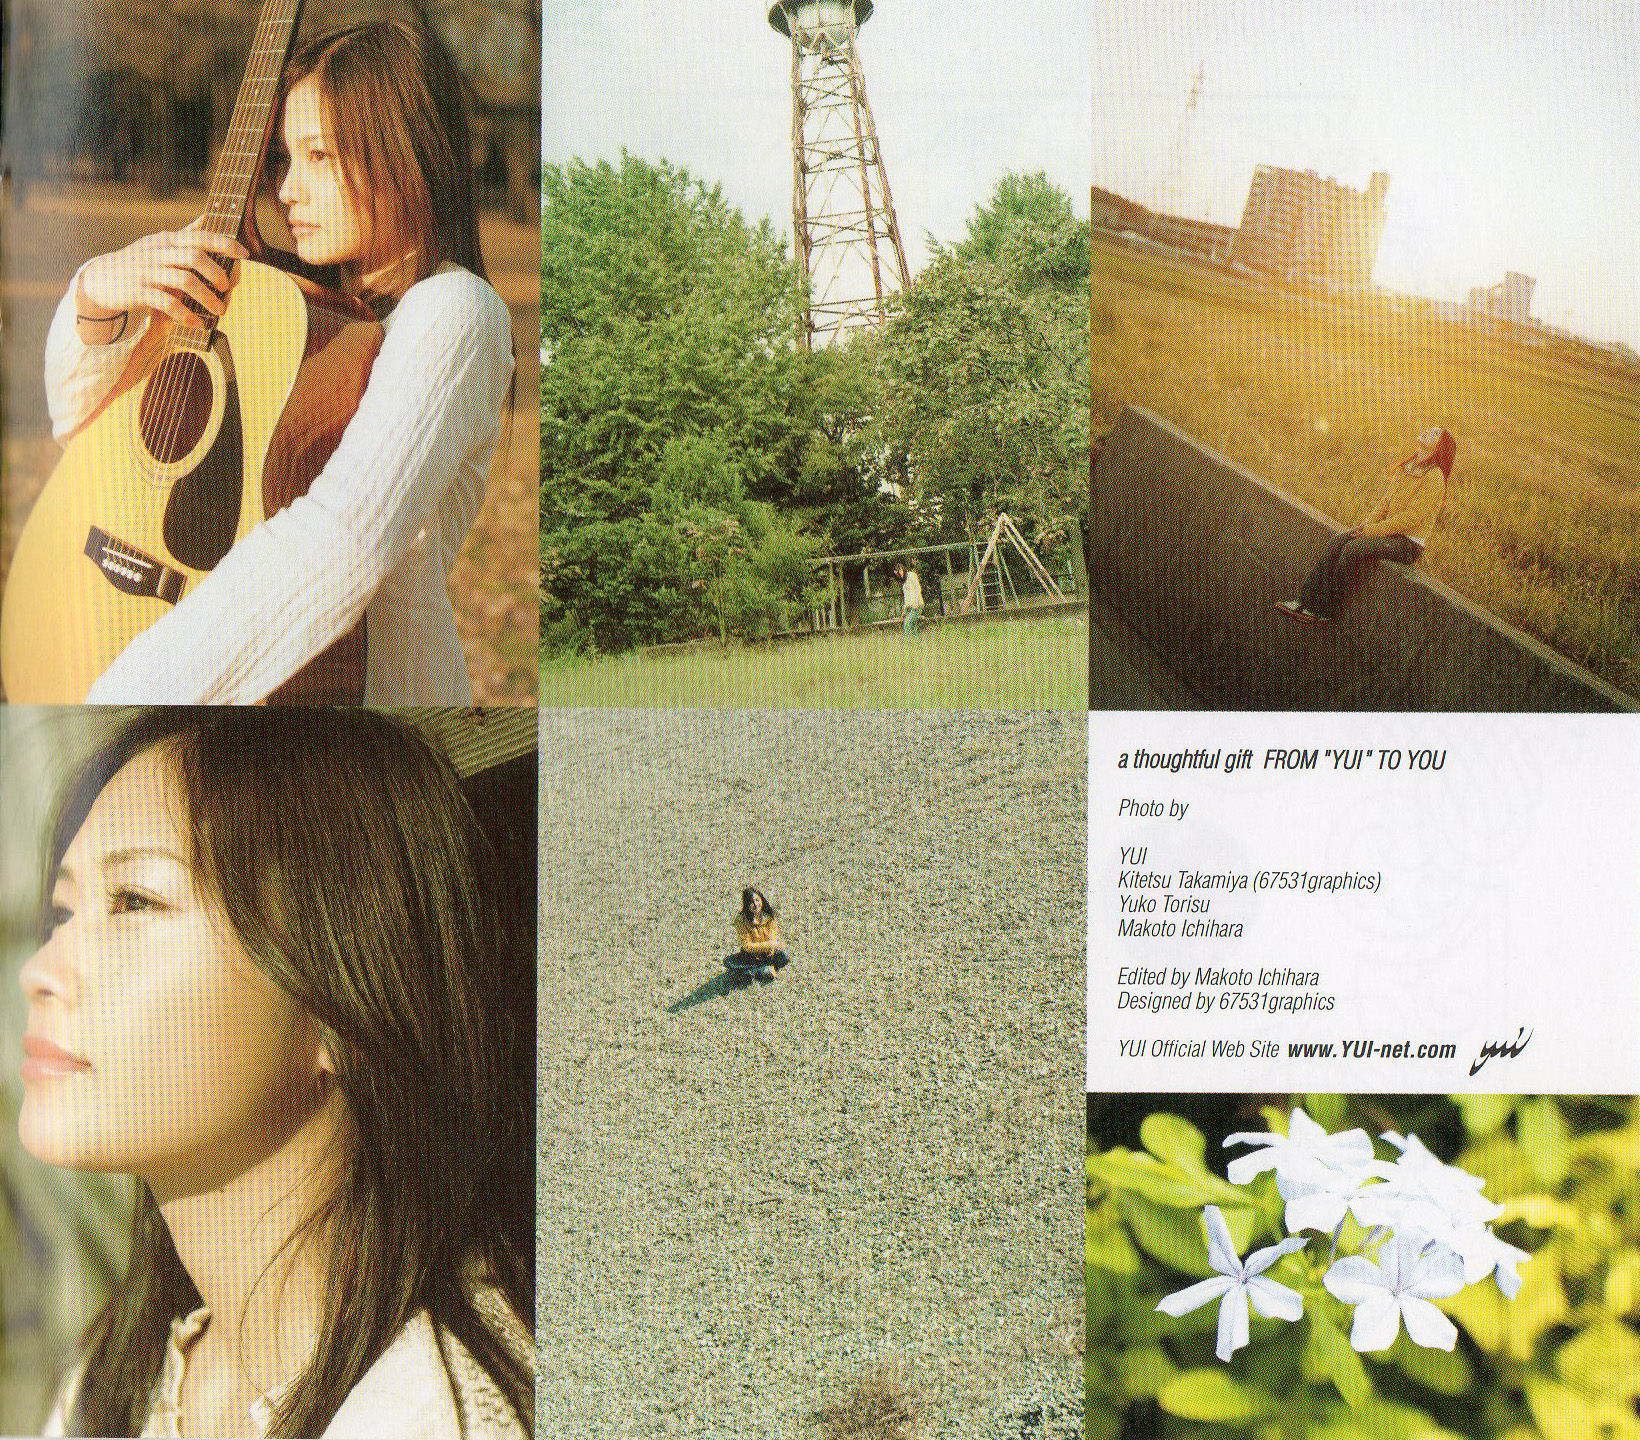 a thoughtful gift FROM "YUI" TO YOU
Photo by
YUI
Kitetsu Takamiya (67531graphics)
Yuko Torisu
Makoto Ichihara
Edited by Makoto Ichihara
Designed by 67531graphics
YUI Official Web Site www.YUI-net.com yui